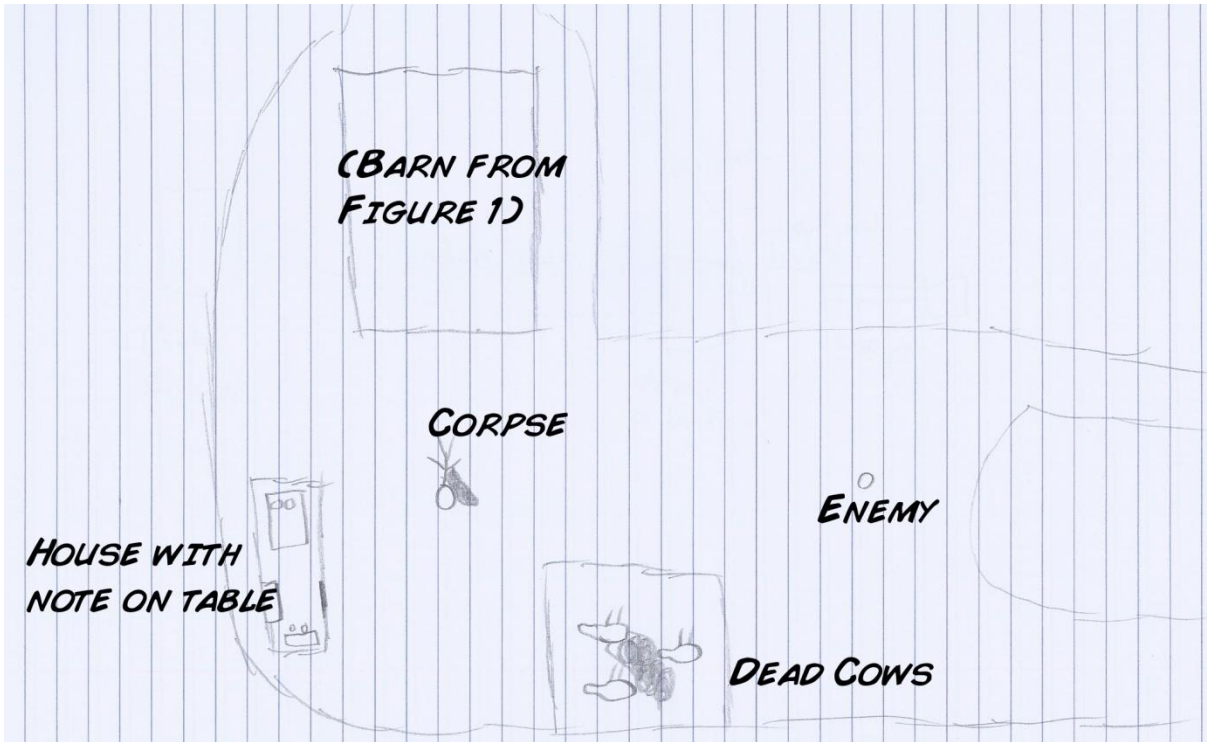 (Barn from
Figure 1)
Corpse
Enemy
House with
note on table
Dead Cows